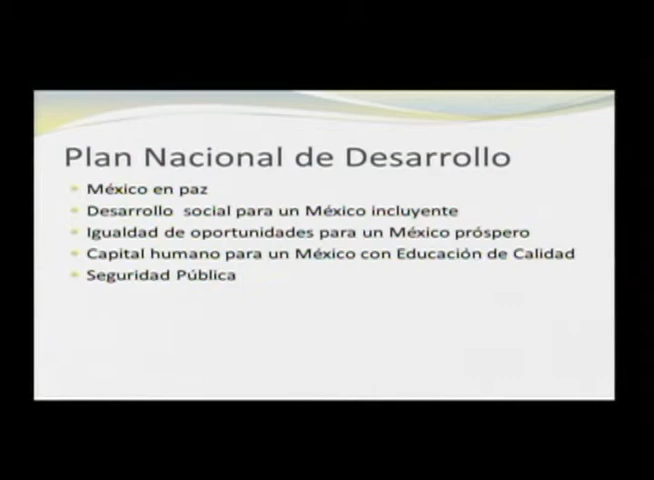 Plan Nacional de Desarrollo
México en paz
Desarrollo social para un México incluyente
Igualdad de oportunidades para un México próspero
Capital humano para un México con Educación de Calidad
Seguridad Pública